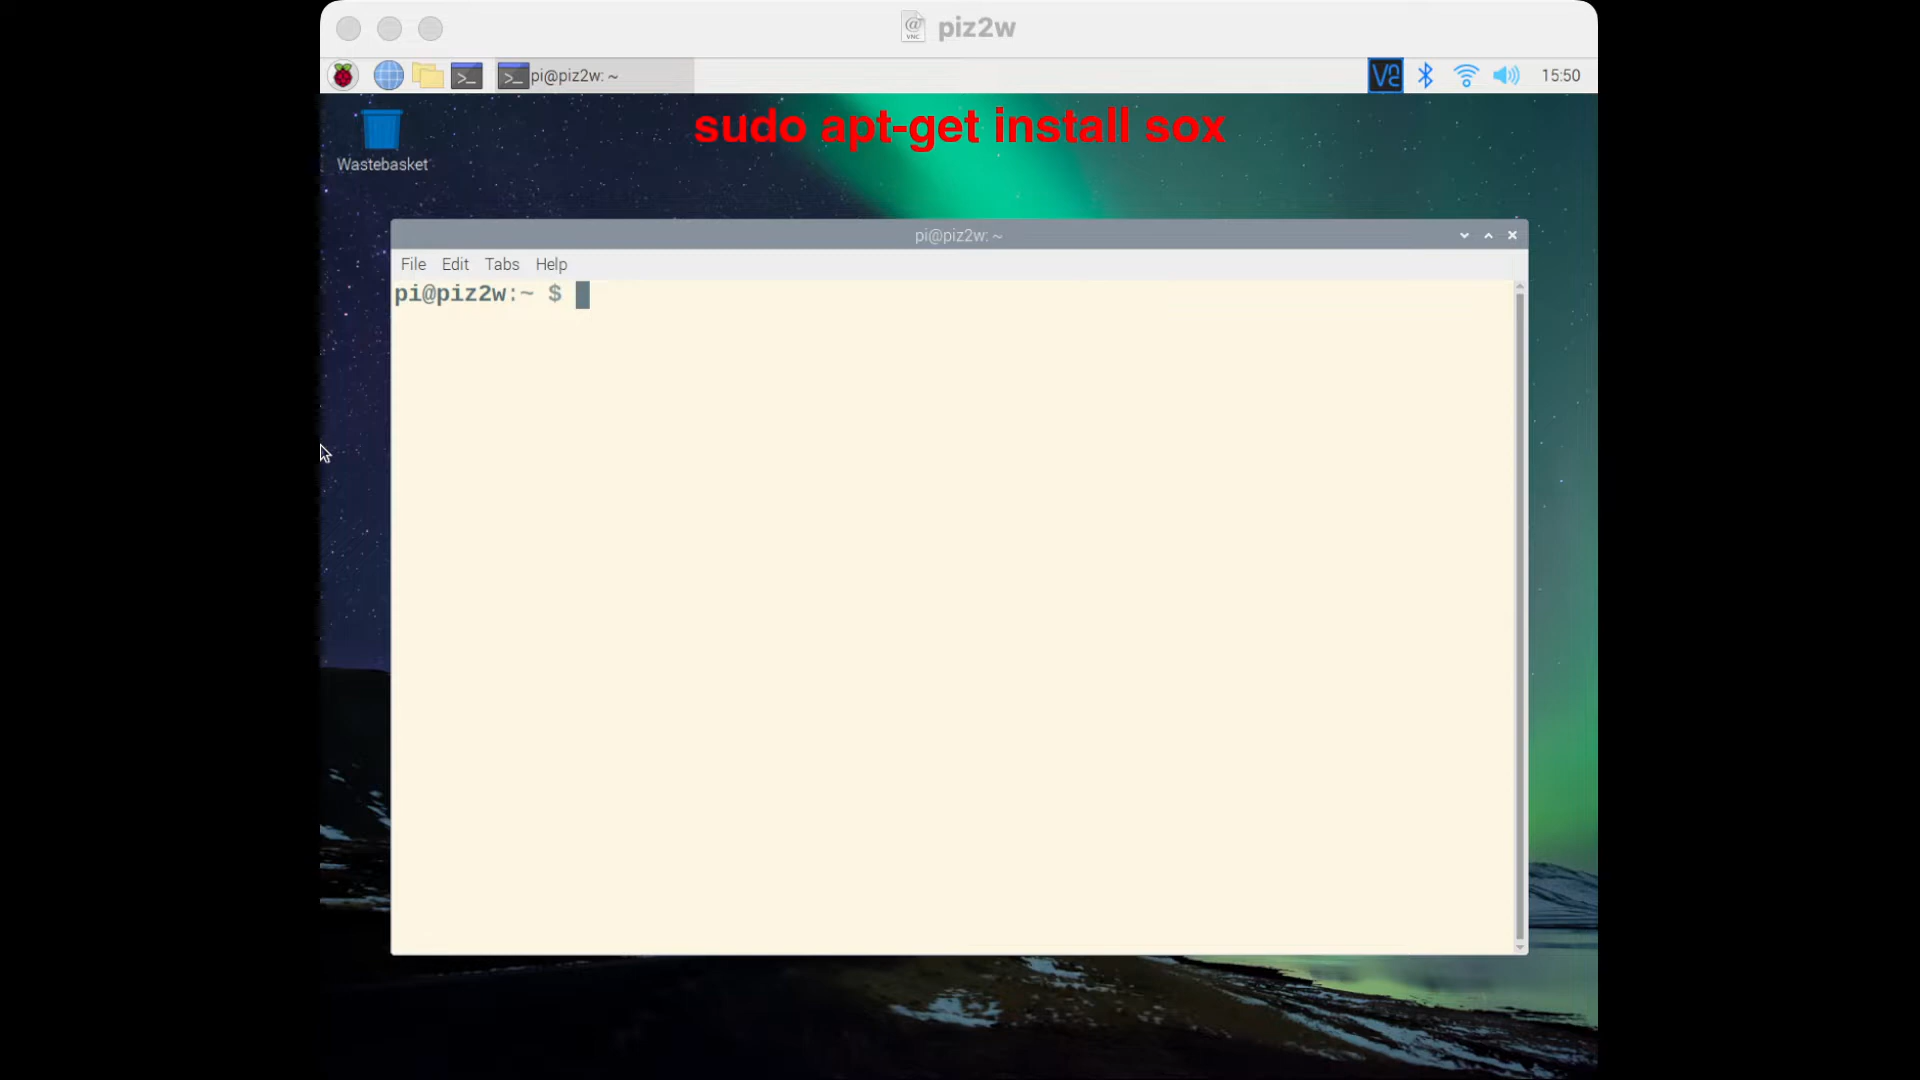 piz2w
pi@piz2w: ~
15:50
sudo apt-get install sox
Wastebasket
pi@piz2w: ~
File Edit Tabs Help
pi@piz2w:~ $